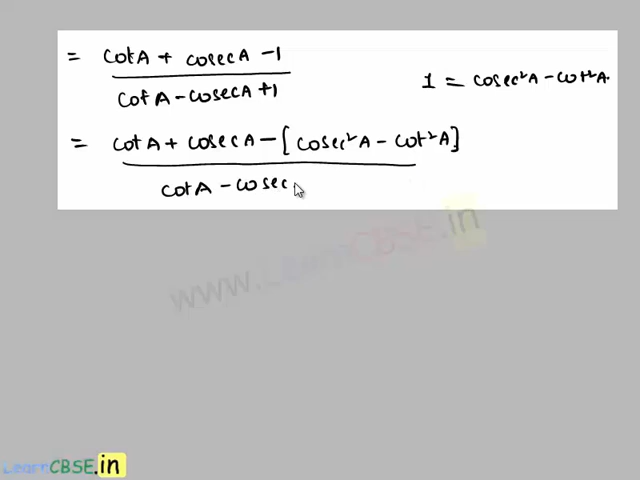 = cotA + cosecA - 1
cotA - cosecA + 1
1 = cosec²A - cot²A.
= cotA + cosecA - [cosec²A - cot²A]
cotA - cosec
www.LearnCBSE.in
LearnCBSE.in